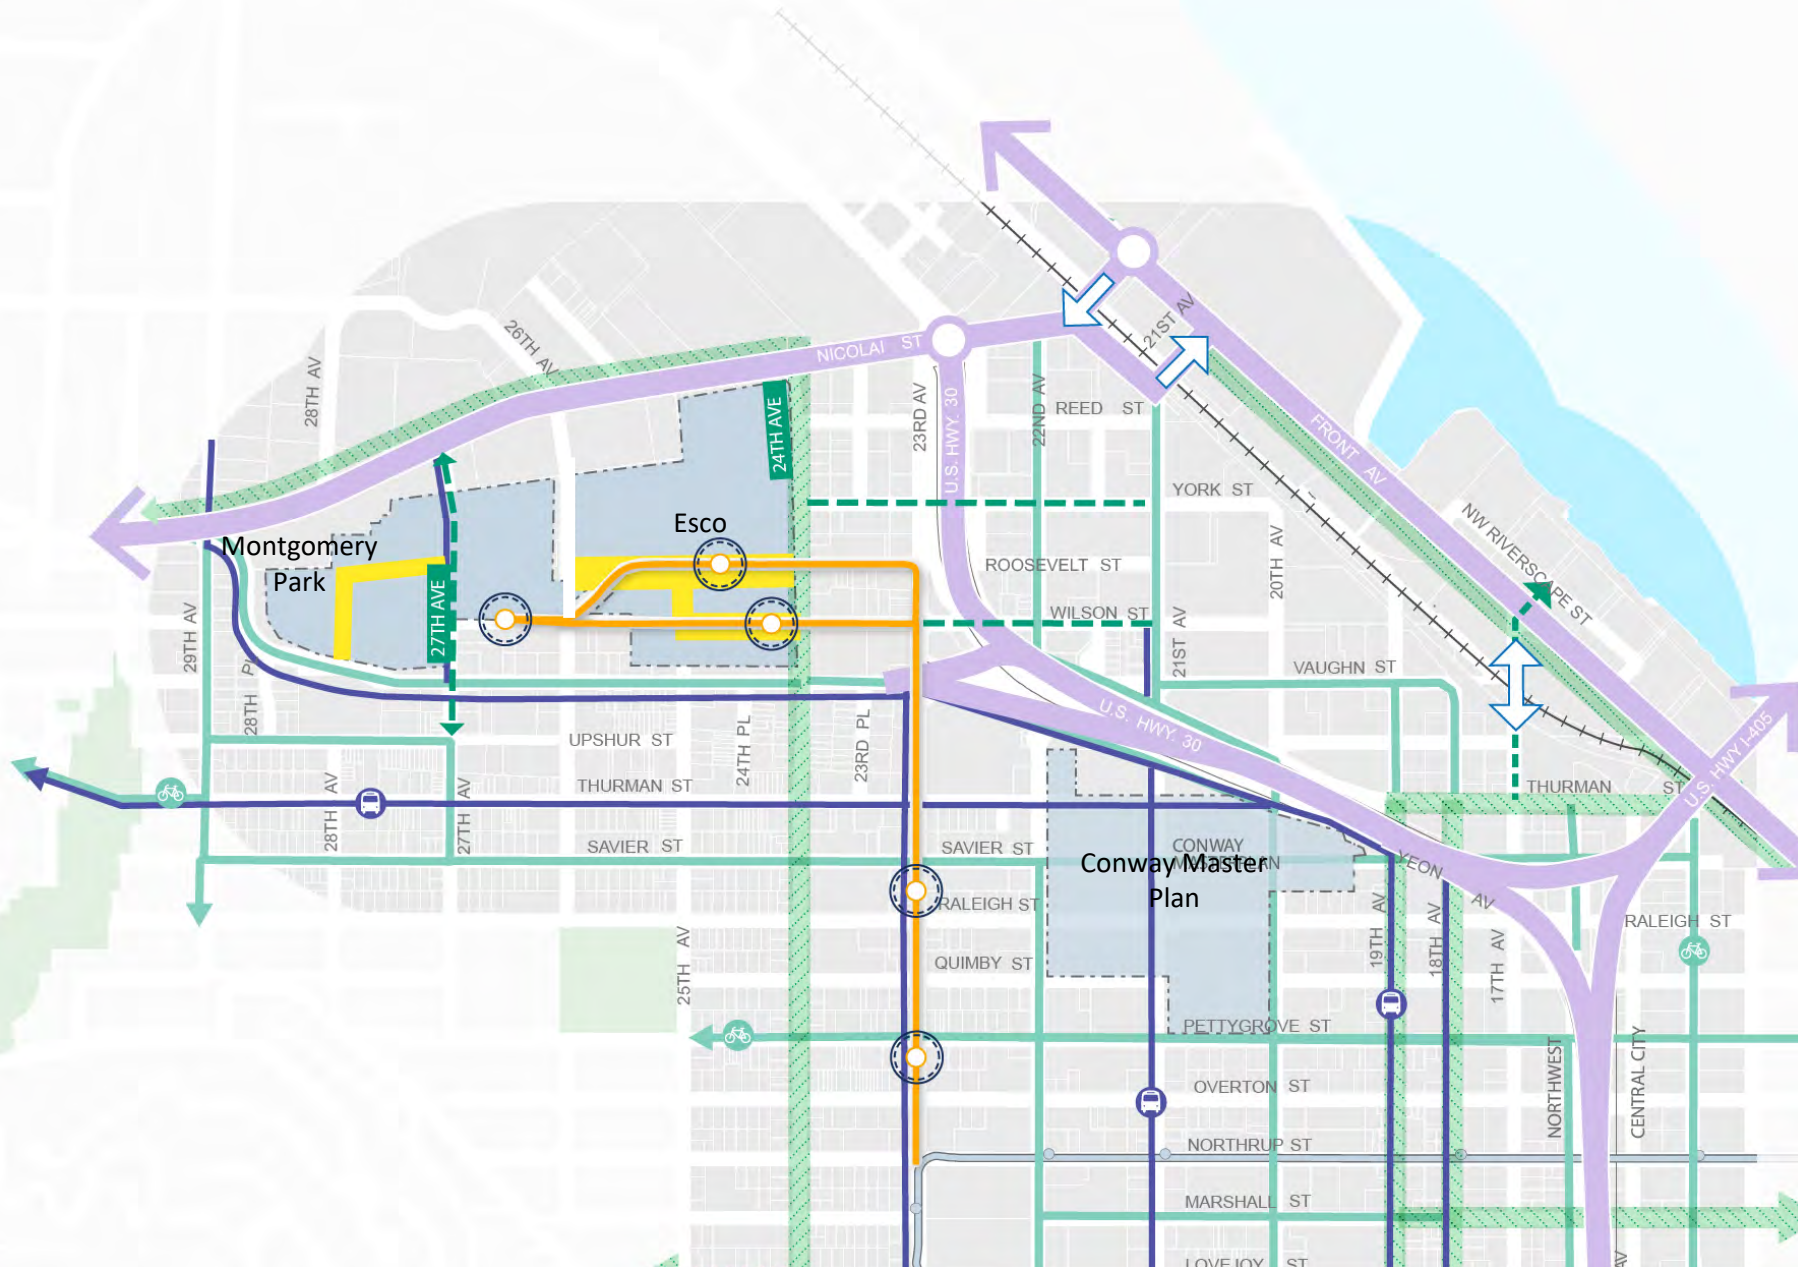 26TH AV
28TH AV
NICOLAI ST
21ST AV
24TH AVE
23RD AV
U.S. HWY. 30
22ND AV
REED ST
FRONT AV
YORK ST
NW RIVERSCAPE ST
Esco
Montgomery
Park
27TH AVE
29TH AV
28TH PL
ROOSEVELT ST
20TH AV
WILSON ST
21ST AV
VAUGHN ST
U.S. HWY. 30
U.S. HWY I-405
UPSHUR ST
24TH PL
23RD PL
THURMAN ST
THURMAN ST
28TH AV
27TH AV
SAVIER ST
SAVIER ST
CONWAY
MASTERPLAN
Conway Master
Plan
YEON AV
RALEIGH ST
RALEIGH ST
25TH AV
QUIMBY ST
19TH AV
18TH AV
17TH AV
PETTYGROVE ST
NORTHWEST
CENTRAL CITY
OVERTON ST
NORTHRUP ST
MARSHALL ST
LOVEJOY ST
AV